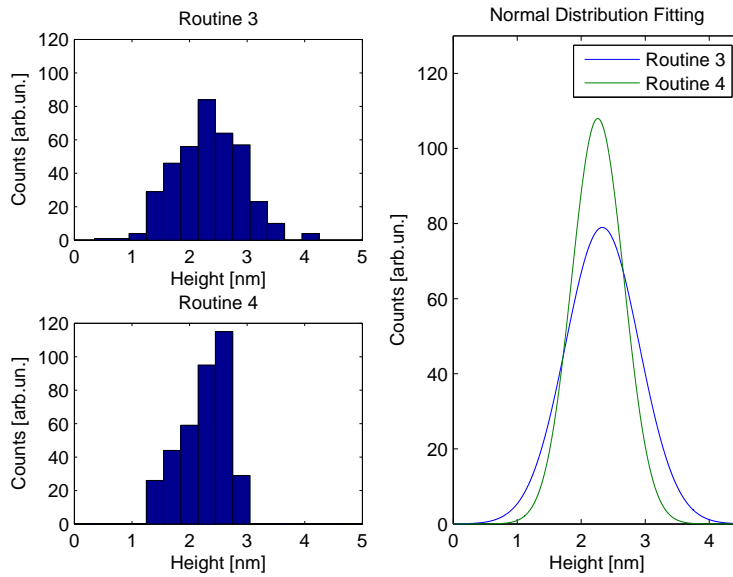 Routine 3
Counts [arb.un.]
120
100
80
60
40
20
0
0 1 2 3 4 5
Height [nm]
Routine 4
Counts [arb.un.]
120
100
80
60
40
20
0
0 1 2 3 4 5
Height [nm]
Normal Distribution Fitting
Routine 3
Routine 4
Counts [arb.un.]
120
100
80
60
40
20
0
0 1 2 3 4
Height [nm]